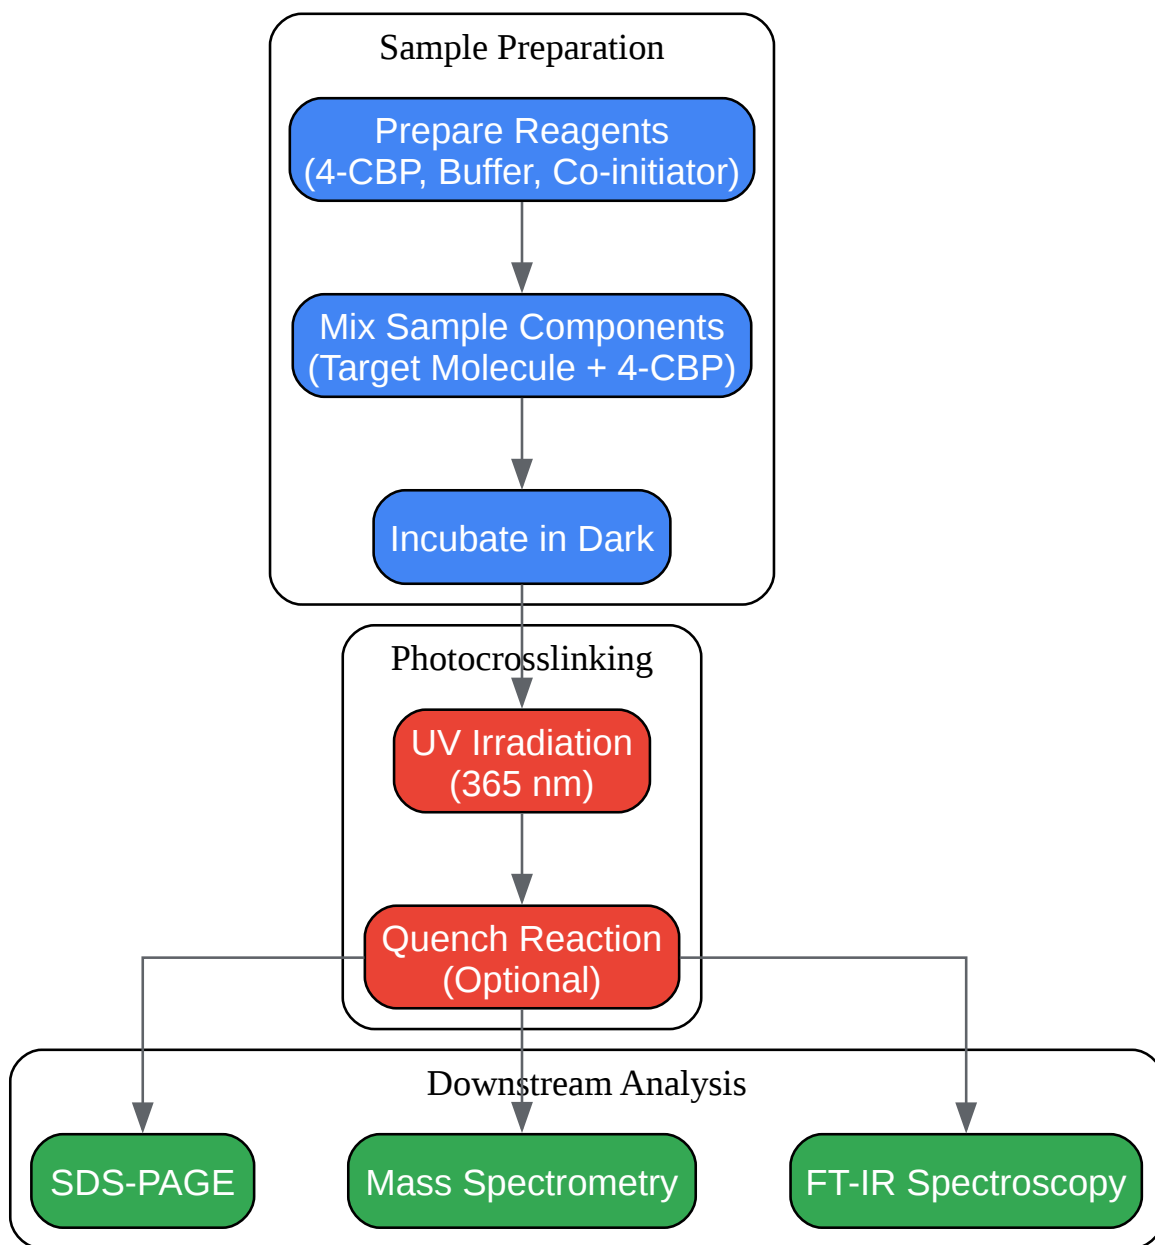 Sample Preparation
Prepare Reagents
(4-CBP, Buffer, Co-initiator)
Mix Sample Components
(Target Molecule + 4-CBP)
Incubate in Dark
Photocrosslinking
UV Irradiation
(365 nm)
Quench Reaction
(Optional)
Downstream Analysis
SDS-PAGE
Mass Spectrometry
FT-IR Spectroscopy